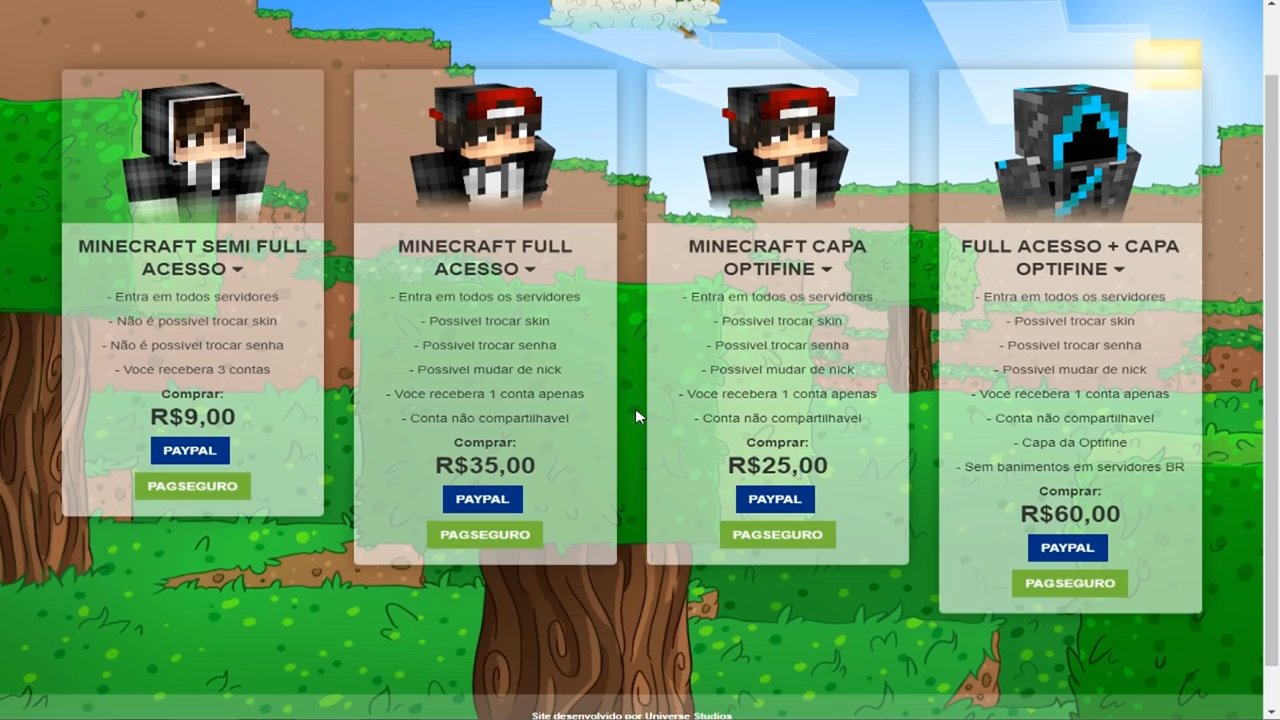 MINECRAFT SEMI FULL
ACESSO
- Entra em todos servidores
- Não é possivel trocar skin
- Não é possivel trocar senha
- Voce recebera 3 contas
Comprar:
R$9,00
PAYPAL
PAGSEGURO
MINECRAFT FULL
ACESSO
- Entra em todos os servidores
- Possivel trocar skin
- Possivel trocar senha
- Possivel mudar de nick
- Voce recebera 1 conta apenas
- Conta não compartilhavel
Comprar:
R$35,00
PAYPAL
PAGSEGURO
MINECRAFT CAPA
OPTIFINE
- Entra em todos os servidores
- Possivel trocar skin
- Possivel trocar senha
- Possivel mudar de nick
- Voce recebera 1 conta apenas
- Conta não compartilhavel
Comprar:
R$25,00
PAYPAL
PAGSEGURO
FULL ACESSO + CAPA
OPTIFINE
- Entra em todos os servidores
- Possivel trocar skin
- Possivel trocar senha
- Possivel mudar de nick
- Voce recebera 1 conta apenas
- Conta não compartilhavel
- Capa da Optifine
- Sem banimentos em servidores BR
Comprar:
R$60,00
PAYPAL
PAGSEGURO
Site desenvolvido por Universe Studios